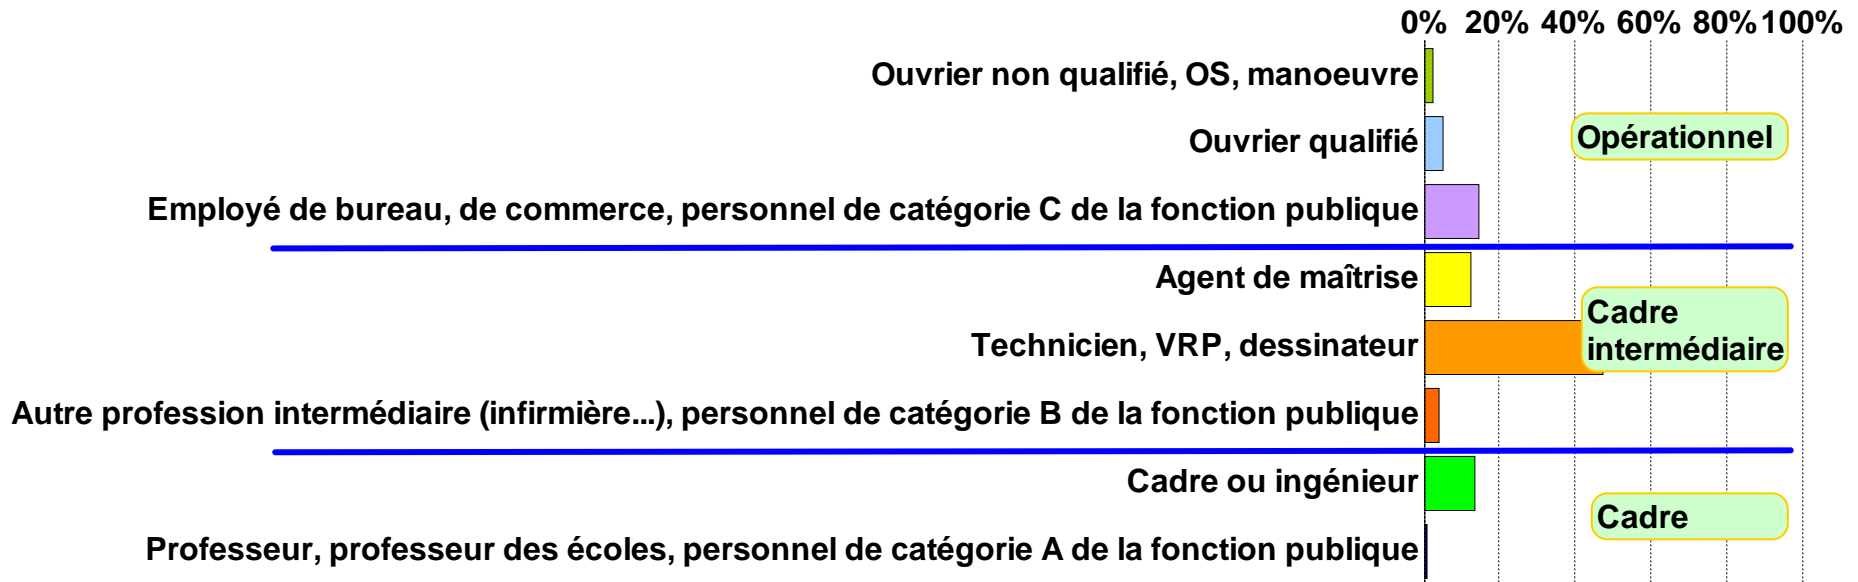 0% 20% 40% 60% 80% 100%
Ouvrier non qualifié, OS, manoeuvre
Ouvrier qualifié
Opérationnel
Employé de bureau, de commerce, personnel de catégorie C de la fonction publique
Agent de maîtrise
Cadre
intermédiaire
Technicien, VRP, dessinateur
Autre profession intermédiaire (infirmière...), personnel de catégorie B de la fonction publique
Cadre ou ingénieur
Cadre
Professeur, professeur des écoles, personnel de catégorie A de la fonction publique